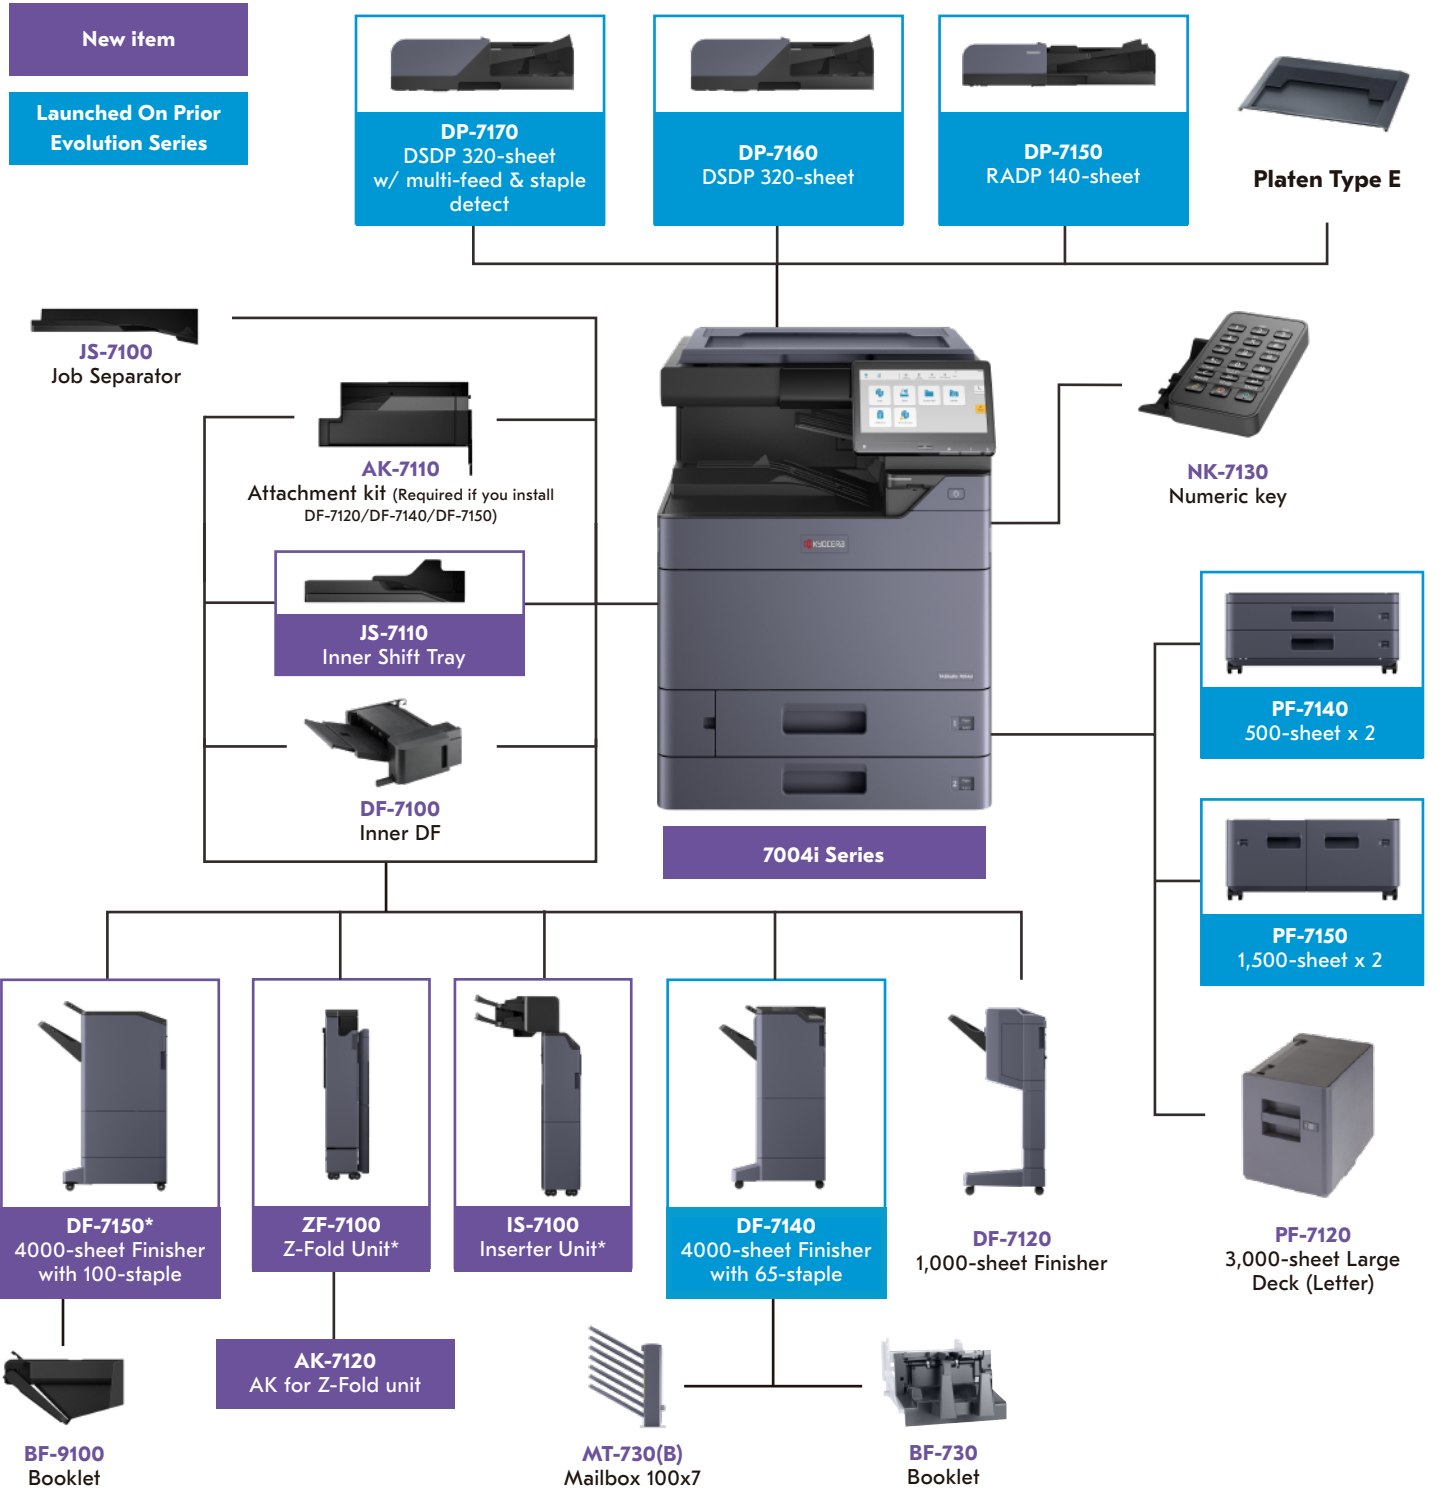 New item
Launched On Prior
Evolution Series
DP-7170
DSDP 320-sheet
w/ multi-feed & staple
detect
DP-7160
DSDP 320-sheet
DP-7150
RADP 140-sheet
Platen Type E
JS-7100
Job Separator
AK-7110
Attachment kit (Required if you install
DF-7120/DF-7140/DF-7150)
NK-7130
Numeric key
KYOCERA
JS-7110
Inner Shift Tray
PF-7140
500-sheet x 2
DF-7100
Inner DF
7004i Series
PF-7150
1,500-sheet x 2
DF-7150*
4000-sheet Finisher
with 100-staple
ZF-7100
Z-Fold Unit*
IS-7100
Inserter Unit*
DF-7140
4000-sheet Finisher
with 65-staple
DF-7120
1,000-sheet Finisher
PF-7120
3,000-sheet Large
Deck (Letter)
AK-7120
AK for Z-Fold unit
BF-9100
Booklet
MT-730(B)
Mailbox 100x7
BF-730
Booklet